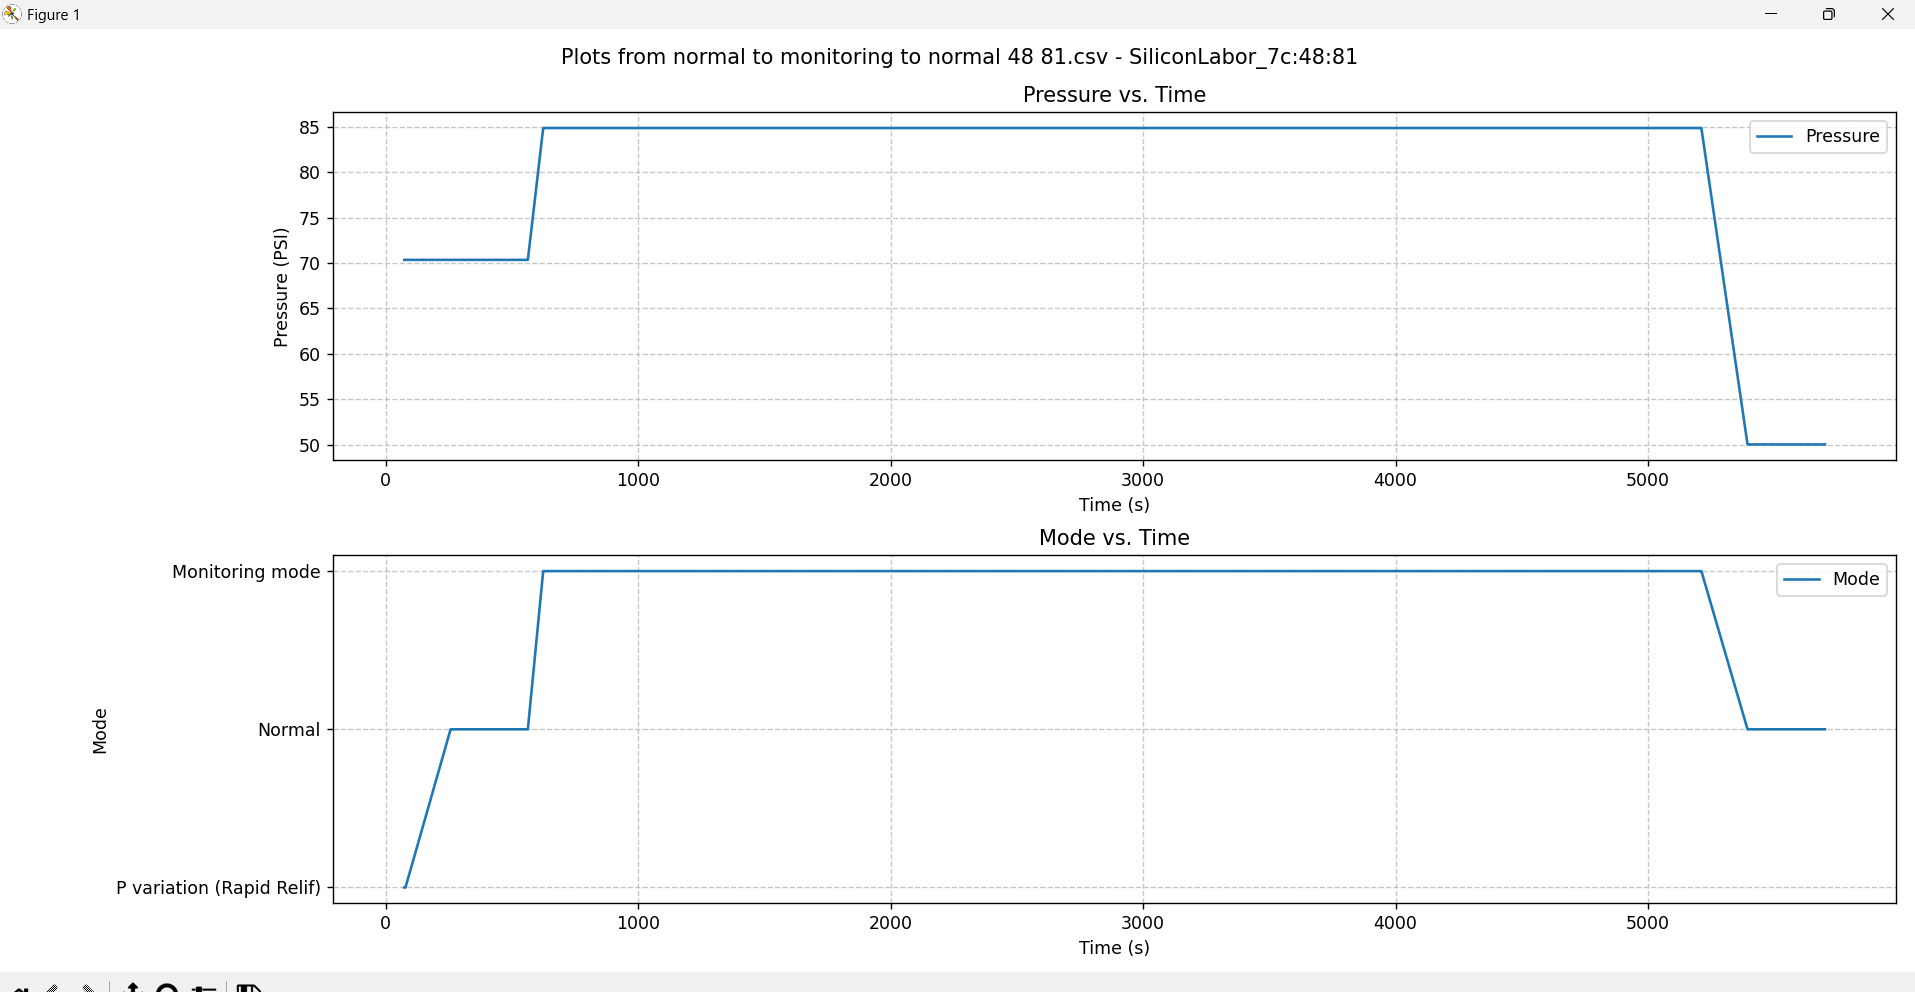 Figure 1
Plots from normal to monitoring to normal 48 81.csv - SiliconLabor_7c:48:81
Pressure vs. Time
85
80
75
70
65
60
55
50
Pressure (PSI)
Pressure
0 1000 2000 3000 4000 5000
Time (s)
Mode vs. Time
Monitoring mode
Normal
P variation (Rapid Relif)
Mode
Mode
0 1000 2000 3000 4000 5000
Time (s)